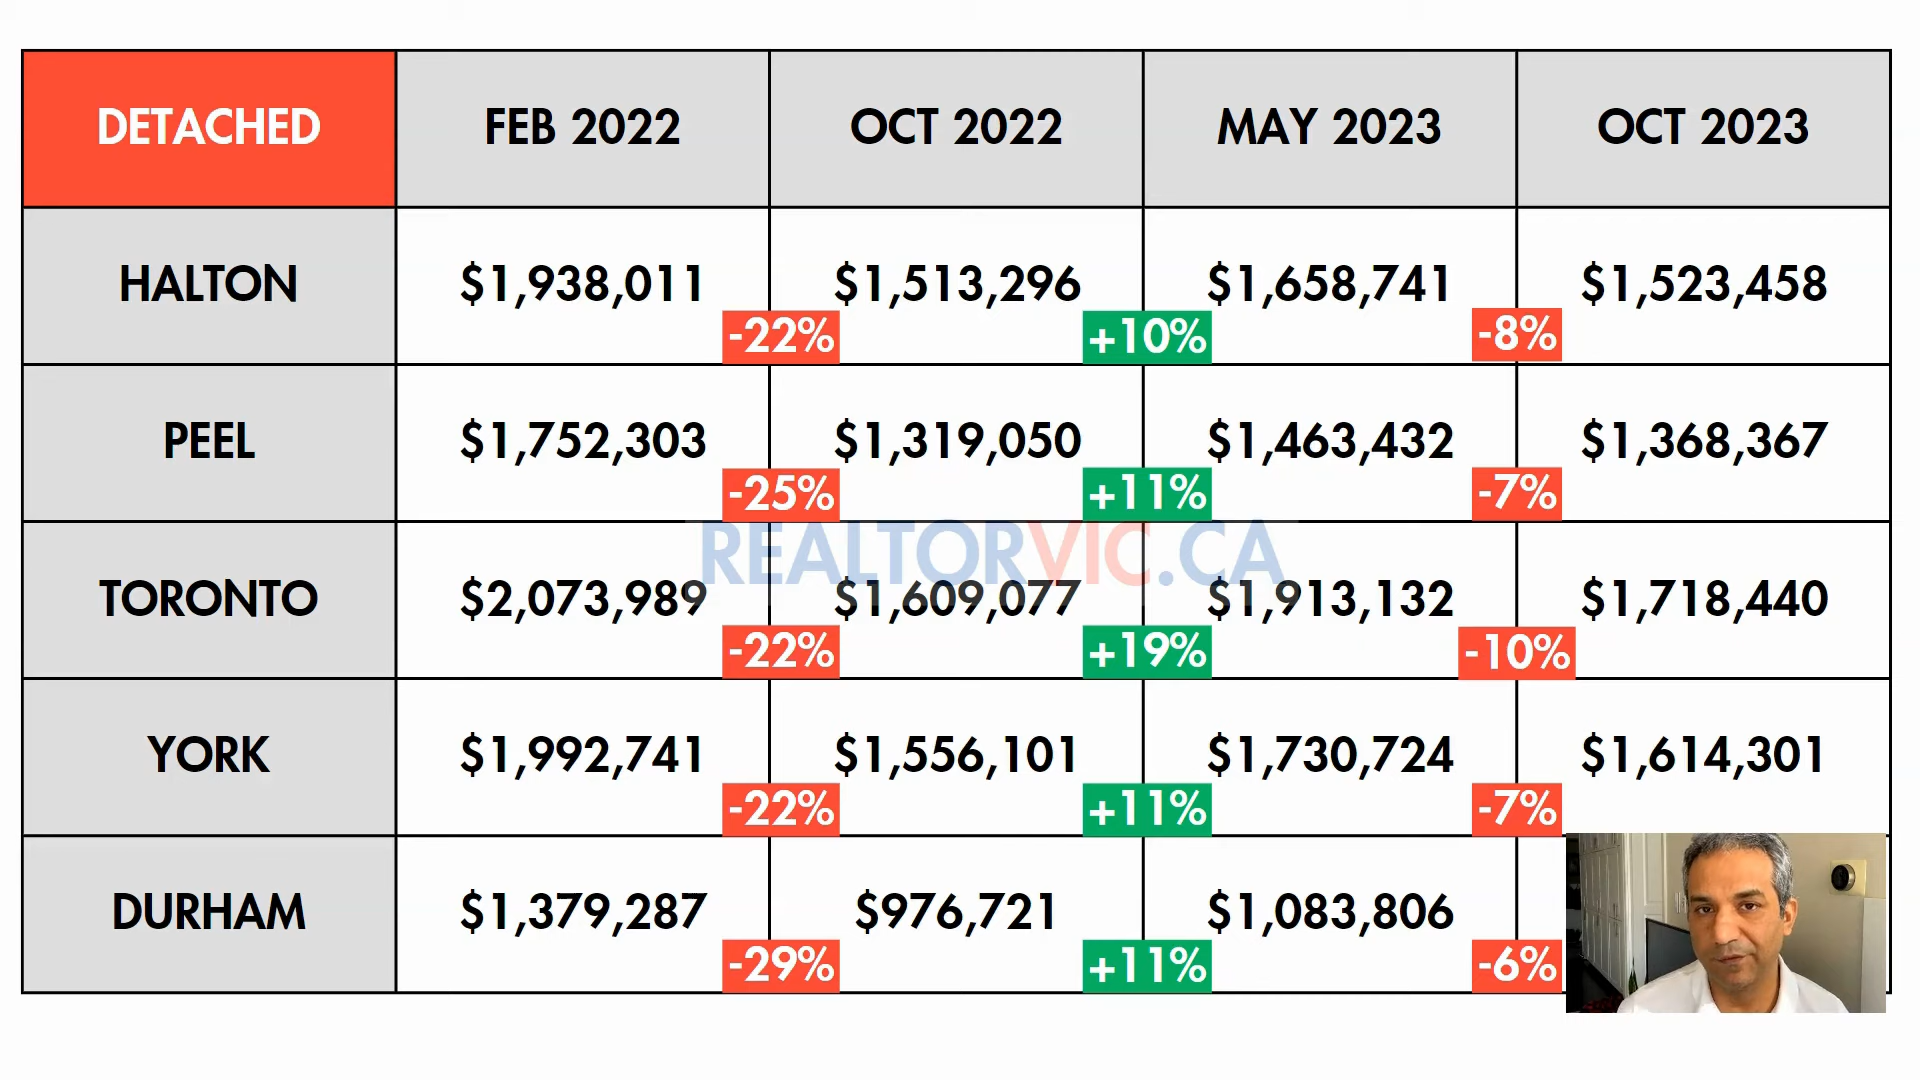 DETACHED FEB 2022 OCT 2022 MAY 2023 OCT 2023
HALTON $1,938,011 $1,513,296 $1,658,741 $1,523,458
-22% +10% -8%
PEEL $1,752,303 $1,319,050 $1,463,432 $1,368,367
-25% +11% -7%
REALTORVIC.CA
TORONTO $2,073,989 $1,609,077 $1,913,132 $1,718,440
-22% +19% -10%
YORK $1,992,741 $1,556,101 $1,730,724 $1,614,301
-22% +11% -7%
DURHAM $1,379,287 $976,721 $1,083,806
-29% +11% -6%